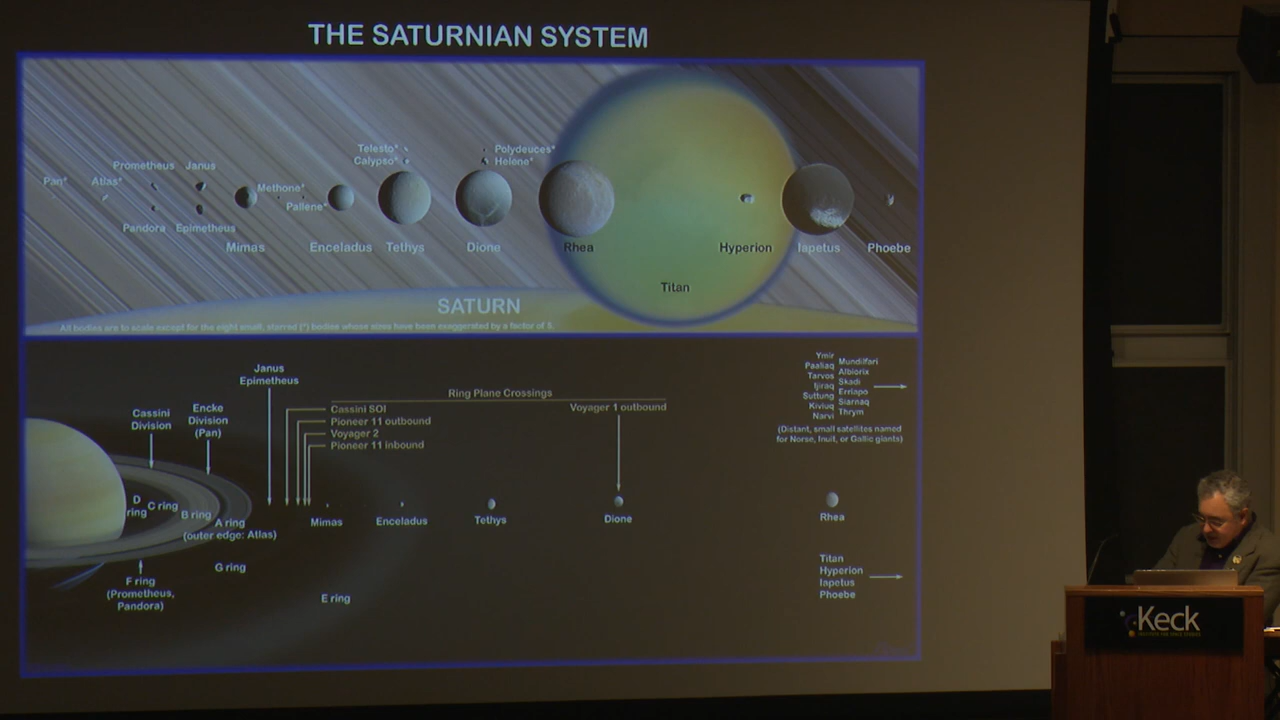 THE SATURNIAN SYSTEM
Telesto*
Calypso*
Polydeuces*
Helene*
Prometheus
Janus
Pan*
Atlas*
Methone*
Pallene*
Pandora
Epimetheus
Mimas
Enceladus
Tethys
Dione
Rhea
Hyperion
Iapetus
Phoebe
Titan
SATURN
All bodies are to scale except for the eight small, starred (*) bodies whose sizes have been exaggerated by a factor of 5.
Janus
Epimetheus
Ring Plane Crossings
Cassini SOI
Pioneer 11 outbound
Voyager 2
Pioneer 11 inbound
Voyager 1 outbound
Cassini
Division
Encke
Division
(Pan)
Ymir
Paaliaq
Tarvos
Ijiraq
Suttung
Kiviuq
Narvi
Mundilfari
Albiorix
Skadi
Erriapo
Siarnaq
Thrym
(Distant, small satellites named
for Norse, Inuit, or Gallic giants)
D
ring
C ring
B ring
A ring
(outer edge: Atlas)
Mimas
Enceladus
Tethys
Dione
Rhea
F ring
(Prometheus,
Pandora)
G ring
E ring
Titan
Hyperion
Iapetus
Phoebe
Keck
INSTITUTE FOR SPACE STUDIES